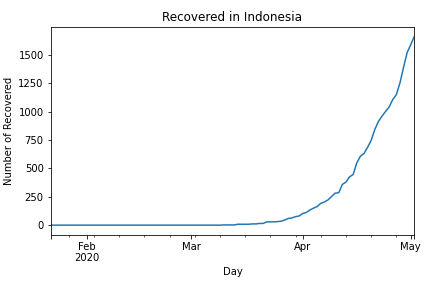 Recovered in Indonesia
Number of Recovered
1500
1250
1000
750
500
250
0
Feb
2020
Mar
Apr
May
Day